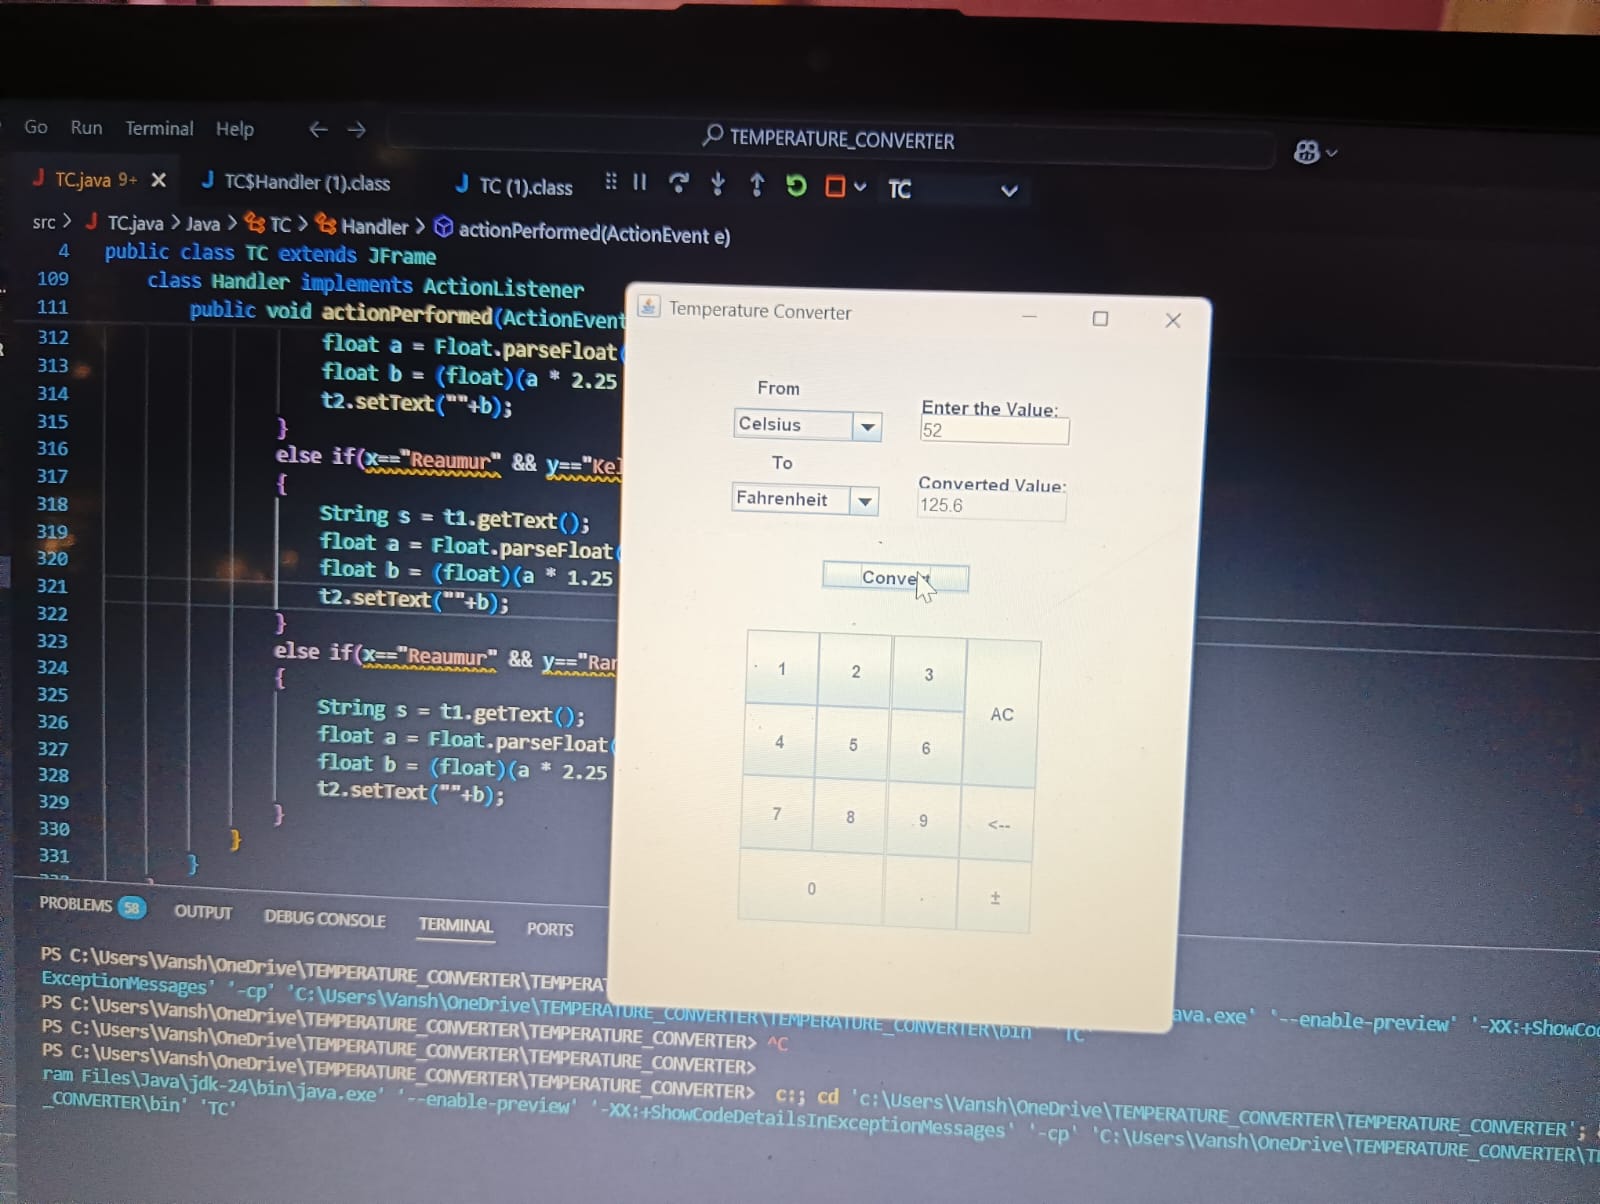 Go Run Terminal Help ← → TEMPERATURE_CONVERTER
J TC.java 9+ X J TC$Handler (1).class J TC (1).class TC
src > J TC.java > Java > TC > Handler > actionPerformed(ActionEvent e)
4 public class TC extends JFrame
109 class Handler implements ActionListener
111 public void actionPerformed(ActionEvent
312 float a = Float.parseFloat(
313 float b = (float)(a * 2.25
314 t2.setText(""+b);
315 }
316 else if(x=="Reaumur" && y=="Kel
317 {
318 String s = t1.getText();
319 float a = Float.parseFloat(
320 float b = (float)(a * 1.25
321 t2.setText(""+b);
322 }
323 else if(x=="Reaumur" && y=="Ran
324 {
325 String s = t1.getText();
326 float a = Float.parseFloat(
327 float b = (float)(a * 2.25
328 t2.setText(""+b);
329 }
330 }
331 }
Temperature Converter
From
Celsius
Enter the Value:
52
To
Fahrenheit
Converted Value:
125.6
1 2 3 AC
4 5 6
7 8 9 <--
0 . ±
PROBLEMS 58 OUTPUT DEBUG CONSOLE TERMINAL PORTS
PS C:\Users\Vansh\OneDrive\TEMPERATURE_CONVERTER\TEMPERA
ExceptionMessages' '-cp' 'C:\Users\Vansh\OneDrive\TEMPERATURE_CONVERTER\TEMPERATURE_CONVERTER\bin' 'TC' ava.exe' '--enable-preview' '-XX:+ShowCo
PS C:\Users\Vansh\OneDrive\TEMPERATURE_CONVERTER\TEMPERATURE_CONVERTER> ^C
PS C:\Users\Vansh\OneDrive\TEMPERATURE_CONVERTER\TEMPERATURE_CONVERTER>
PS C:\Users\Vansh\OneDrive\TEMPERATURE_CONVERTER\TEMPERATURE_CONVERTER> c:; cd 'c:\Users\Vansh\OneDrive\TEMPERATURE_CONVERTER\TEMPERATURE_CONVERTER';
ram Files\Java\jdk-24\bin\java.exe' '--enable-preview' '-XX:+ShowCodeDetailsInExceptionMessages' '-cp' 'C:\Users\Vansh\OneDrive\TEMPERATURE_CONVERTER\T
_CONVERTER\bin' 'TC'